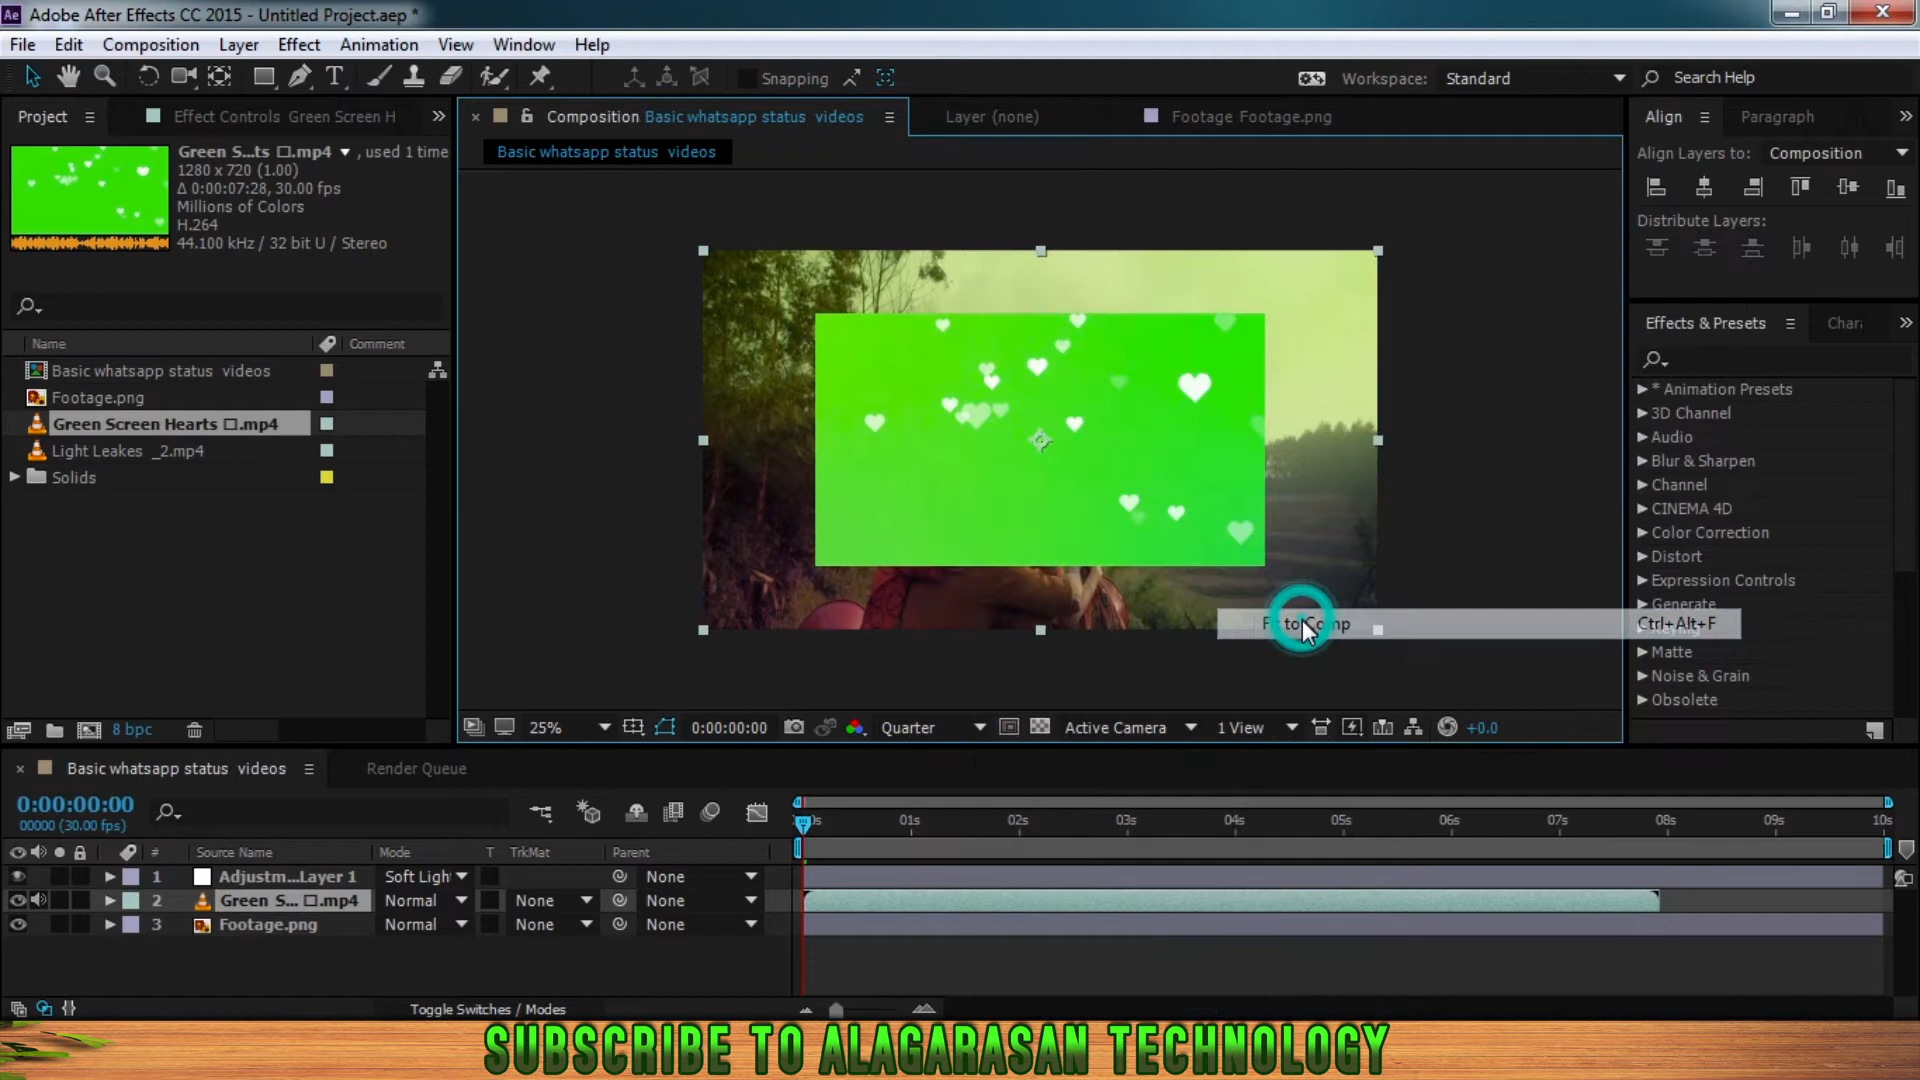 Adobe After Effects CC 2015 - Untitled Project.aep *
File Edit Composition Layer Effect Animation View Window Help
Snapping
Workspace: Standard
Search Help
Project
Effect Controls Green Screen H
Composition Basic whatsapp status videos
Layer (none)
Footage Footage.png
Align
Paragraph
Basic whatsapp status videos
Green S...ts □.mp4 , used 1 time
1280 x 720 (1.00)
Δ 0:00:07:28, 30.00 fps
Millions of Colors
H.264
44.100 kHz / 32 bit U / Stereo
Align Layers to: Composition
Distribute Layers:
Effects & Presets
Name Comment
Basic whatsapp status videos
Footage.png
Green Screen Hearts □.mp4
Light Leakes _2.mp4
Solids
* Animation Presets
3D Channel
Audio
Blur & Sharpen
Channel
CINEMA 4D
Color Correction
Distort
Expression Controls
Generate
Keying
Matte
Noise & Grain
Obsolete
Fit to Comp Ctrl+Alt+F
8 bpc
25%
0:00:00:00
Quarter
Active Camera
1 View
+0.0
Basic whatsapp status videos
Render Queue
0:00:00:00
00000 (30.00 fps)
01s 02s 03s 04s 05s 06s 07s 08s 09s 10s
# Source Name Mode T TrkMat Parent
1 Adjustm...Layer 1 Soft Ligh None
2 Green S... □.mp4 Normal None None
3 Footage.png Normal None None
Toggle Switches / Modes
SUBSCRIBE TO ALAGARASAN TECHNOLOGY